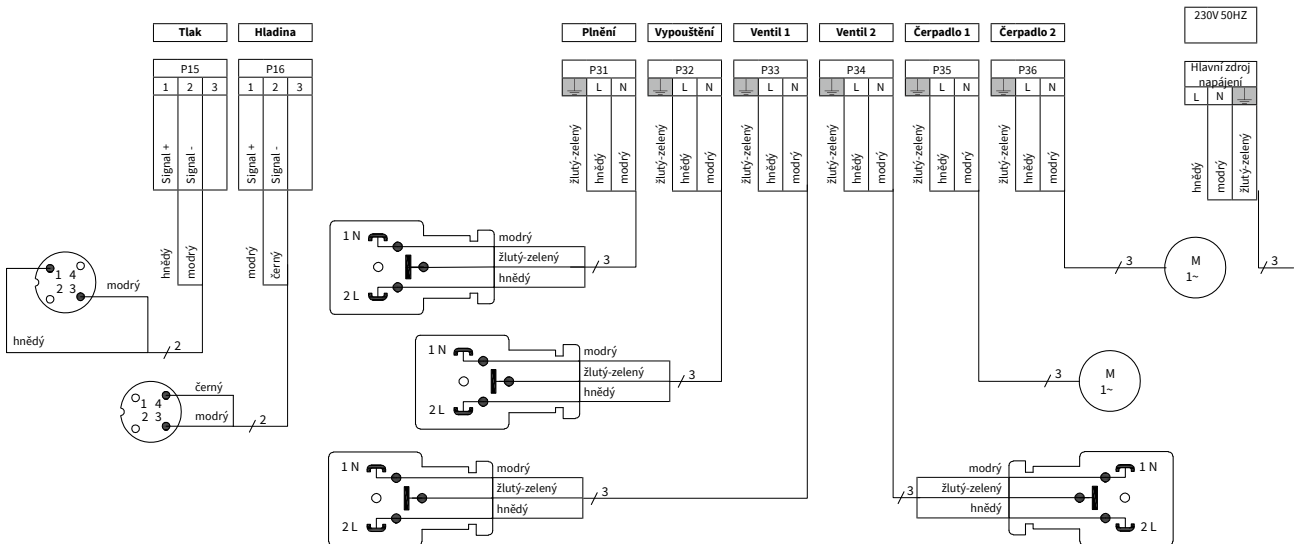 Tlak Hladina Plnění Vypouštění Ventil 1 Ventil 2 Čerpadlo 1 Čerpadlo 2 230V 50HZ
P15 P16 P31 P32 P33 P34 P35 P36 Hlavní zdroj
napájení
1 2 3 1 2 3 L N L N L N L N L N L N L N
Signal + Signal - Signal + Signal - žlutý-zelený hnědý modrý žlutý-zelený hnědý modrý žlutý-zelený hnědý modrý žlutý-zelený hnědý modrý žlutý-zelený hnědý modrý žlutý-zelený hnědý modrý hnědý modrý žlutý-zelený
hnědý modrý modrý černý
1 N modrý
žlutý-zelený 3
hnědý
2 L
3 M
1~
3
1 4
2 3 modrý
hnědý 2
1 N modrý
žlutý-zelený 3
hnědý
2 L
3 M
1~
černý
1 4
2 3 modrý 2
1 N modrý
žlutý-zelený 3
hnědý
2 L
modrý 1 N
3 žlutý-zelený
hnědý
2 L